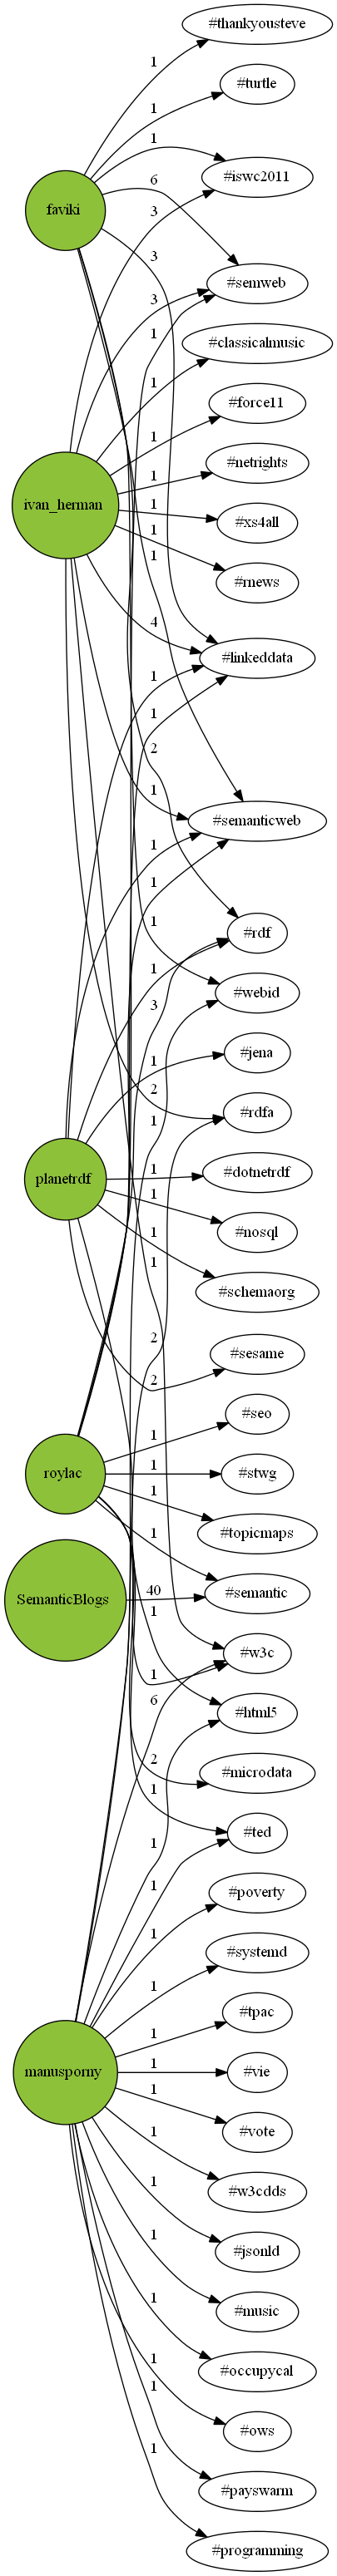 #thankyousteve
1
#turtle
1
1
#iswc2011
6
faviki
3
3
#semweb
3
1
#classicalmusic
1
#force11
1
#netrights
1
ivan_herman
1
#xs4all
1
1
#rnews
4
#linkeddata
1
1
2
1
#semanticweb
1
1
1
#rdf
1
#webid
3
1
#jena
2
#rdfa
1
1
#dotnetrdf
planetrdf
1
#nosql
1
1
#schemaorg
2
#sesame
2
#seo
1
roylac
1
#stwg
1
#topicmaps
1
40
#semantic
SemanticBlogs
1
#w3c
1
6
#html5
2
#microdata
1
#ted
1
1
#poverty
1
#systemd
1
#tpac
1
manusporny
#vie
1
#vote
1
#w3cdds
1
#jsonld
1
#music
1
#occupycal
1
#ows
1
#payswarm
1
#programming